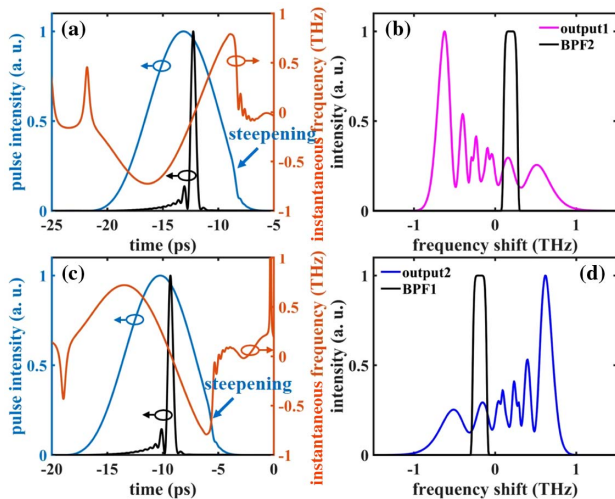 (a)
pulse intensity (a. u.)
1
0.5
0
-25
-20
-15
-10
-5
time (ps)
steepening
1
0.5
0
-0.5
-1
instantaneous frequency (THz)
(b)
output1
BPF2
intensity (a. u.)
1
0.5
0
-1
0
1
frequency shift (THz)
(c)
pulse intensity (a. u.)
1
0.5
0
-20
-15
-10
-5
0
time (ps)
steepening
1
0.5
0
-0.5
-1
instantaneous frequency (THz)
(d)
output2
BPF1
intensity (a. u.)
1
0.5
0
-1
0
1
frequency shift (THz)